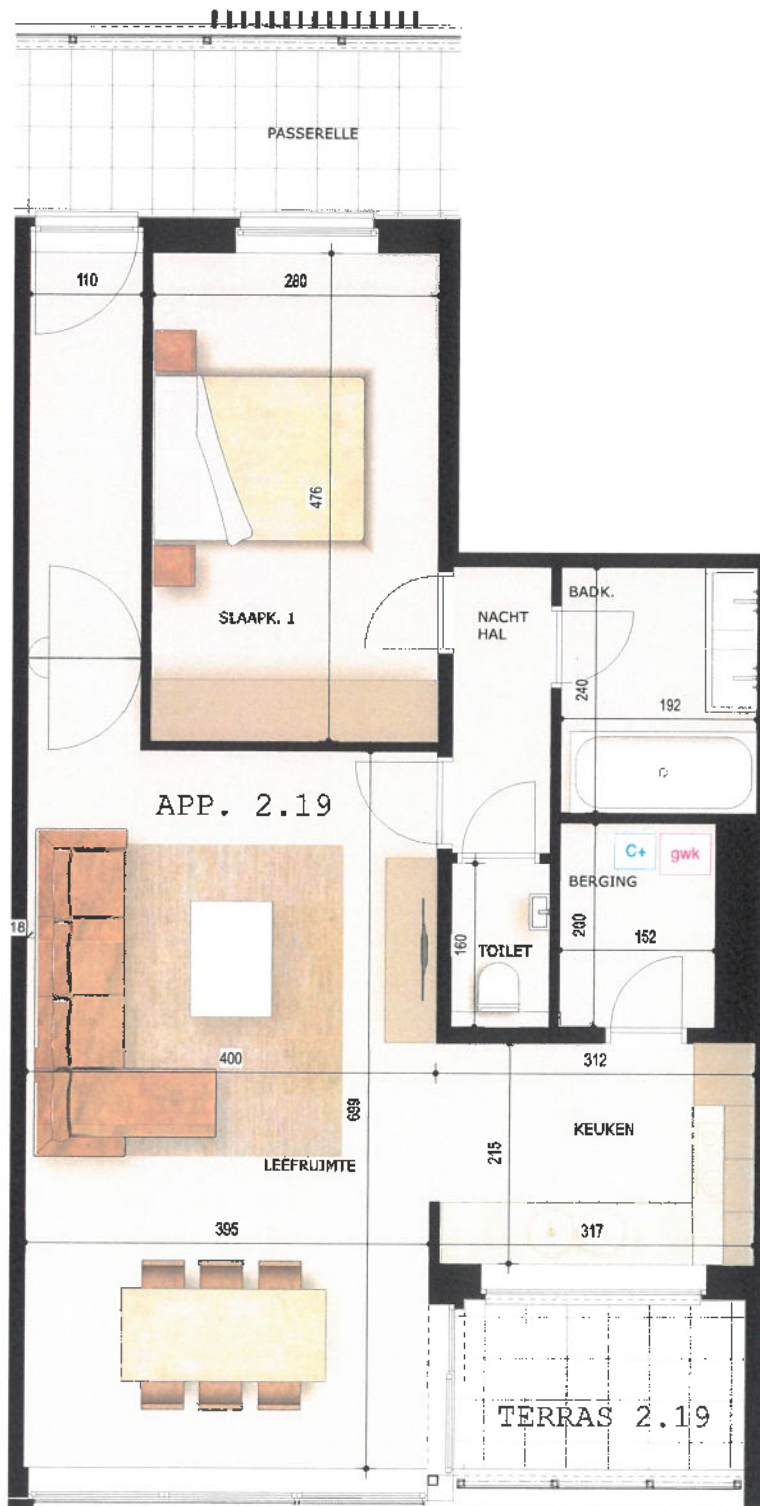 PASSERELLE
110
280
476
SLAAPK. 1
NACHT
HAL
BADK.
240
192
APP. 2.19
C+
gwk
BERGING
200
152
18
160
TOILET
400
312
699
215
KEUKEN
LEEFRUIMTE
395
317
TERRAS 2.19